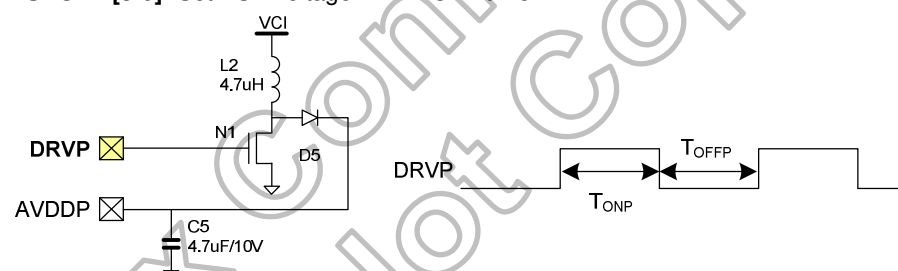 VCI
L2
4.7uH
N1
DRVP
D5
AVDDP
C5
4.7uF/10V
DRVP
TONP
TOFFP